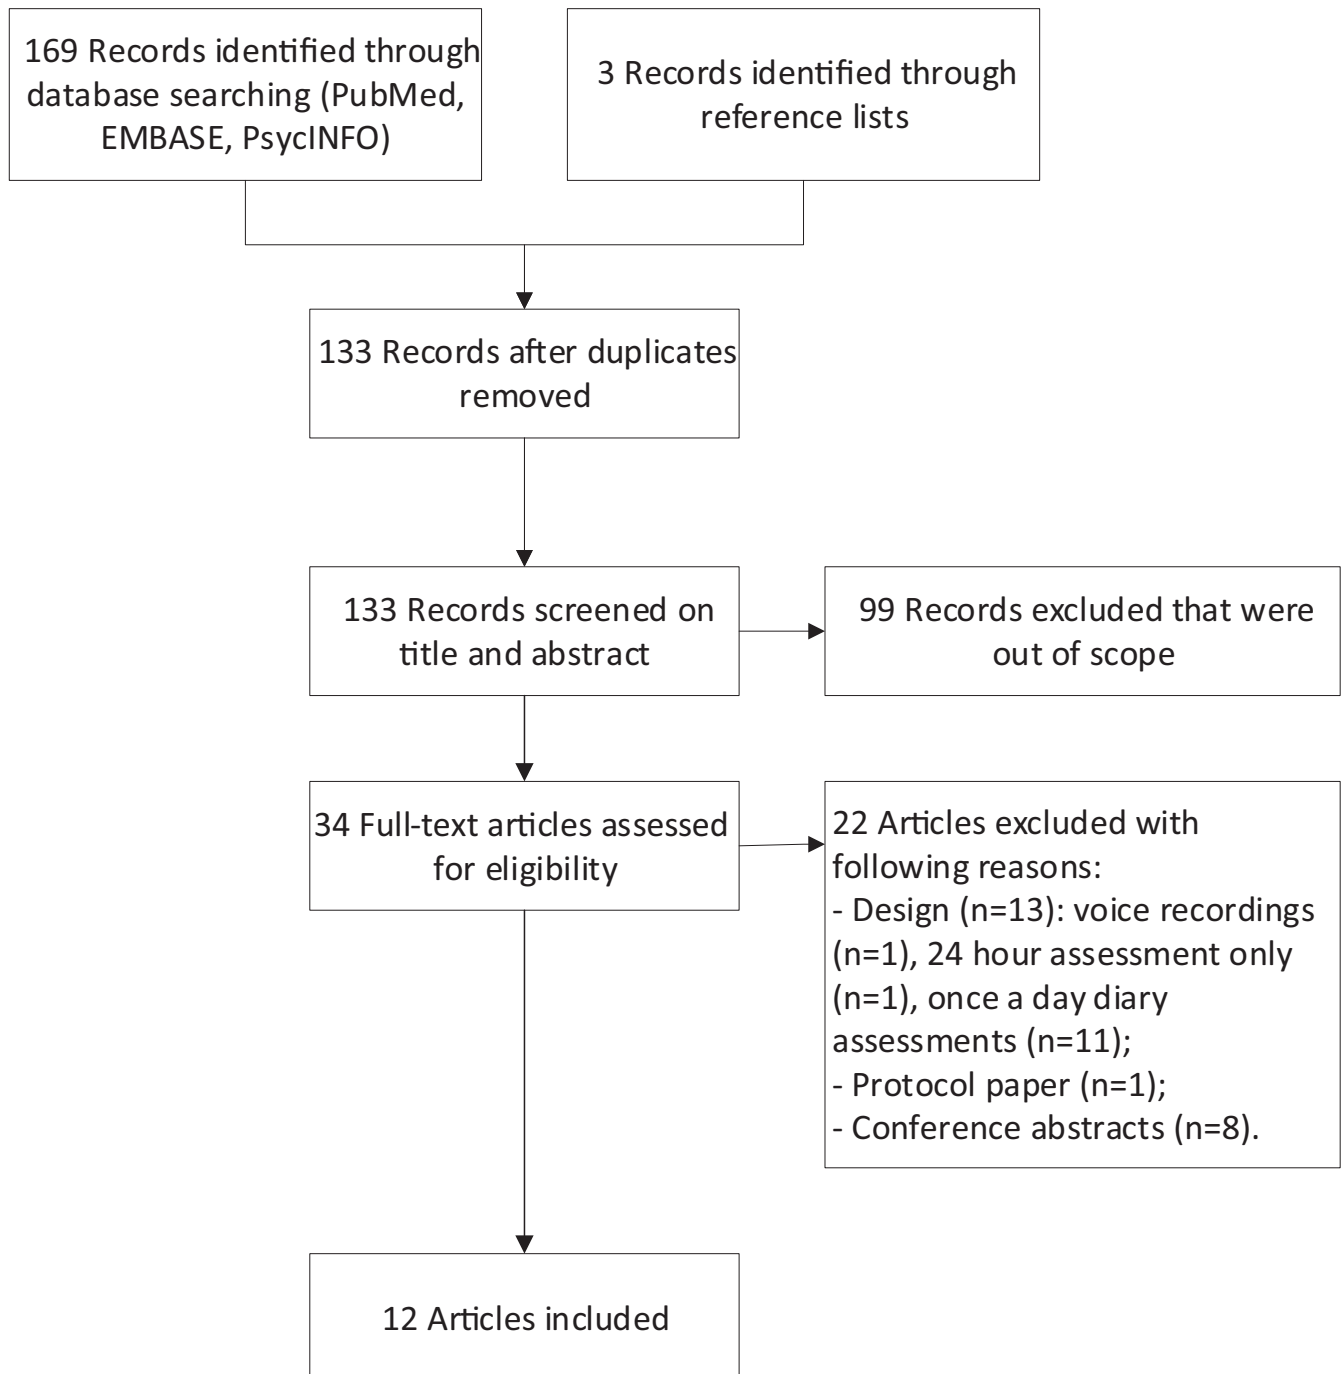 169 Records identified through
database searching (PubMed,
EMBASE, PsycINFO)
3 Records identified through
reference lists
133 Records after duplicates
removed
133 Records screened on
title and abstract
99 Records excluded that were
out of scope
34 Full-text articles assessed
for eligibility
22 Articles excluded with
following reasons:
- Design (n=13): voice recordings
(n=1), 24 hour assessment only
(n=1), once a day diary
assessments (n=11);
- Protocol paper (n=1);
- Conference abstracts (n=8).
12 Articles included